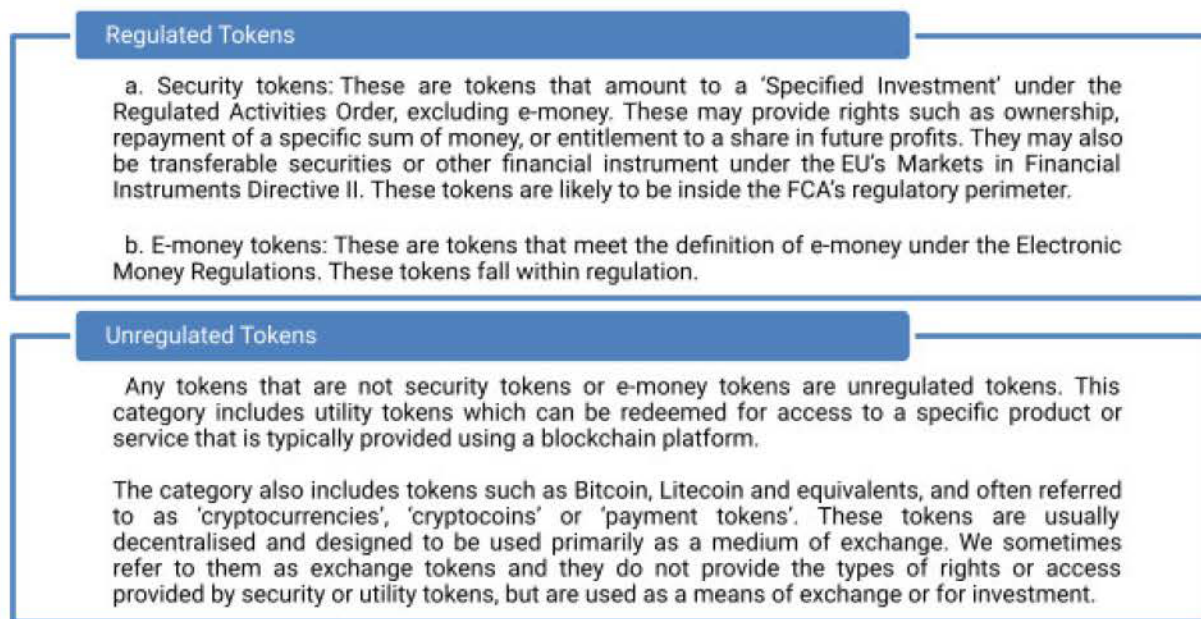 Regulated Tokens
a. Security tokens: These are tokens that amount to a ‘Specified Investment’ under the
Regulated Activities Order, excluding e-money. These may provide rights such as ownership,
repayment of a specific sum of money, or entitlement to a share in future profits. They may also
be transferable securities or other financial instrument under the EU’s Markets in Financial
Instruments Directive II. These tokens are likely to be inside the FCA’s regulatory perimeter.
b. E-money tokens: These are tokens that meet the definition of e-money under the Electronic
Money Regulations. These tokens fall within regulation.
Unregulated Tokens
Any tokens that are not security tokens or e-money tokens are unregulated tokens. This
category includes utility tokens which can be redeemed for access to a specific product or
service that is typically provided using a blockchain platform.
The category also includes tokens such as Bitcoin, Litecoin and equivalents, and often referred
to as ‘cryptocurrencies’, ‘cryptocoins’ or ‘payment tokens’. These tokens are usually
decentralised and designed to be used primarily as a medium of exchange. We sometimes
refer to them as exchange tokens and they do not provide the types of rights or access
provided by security or utility tokens, but are used as a means of exchange or for investment.